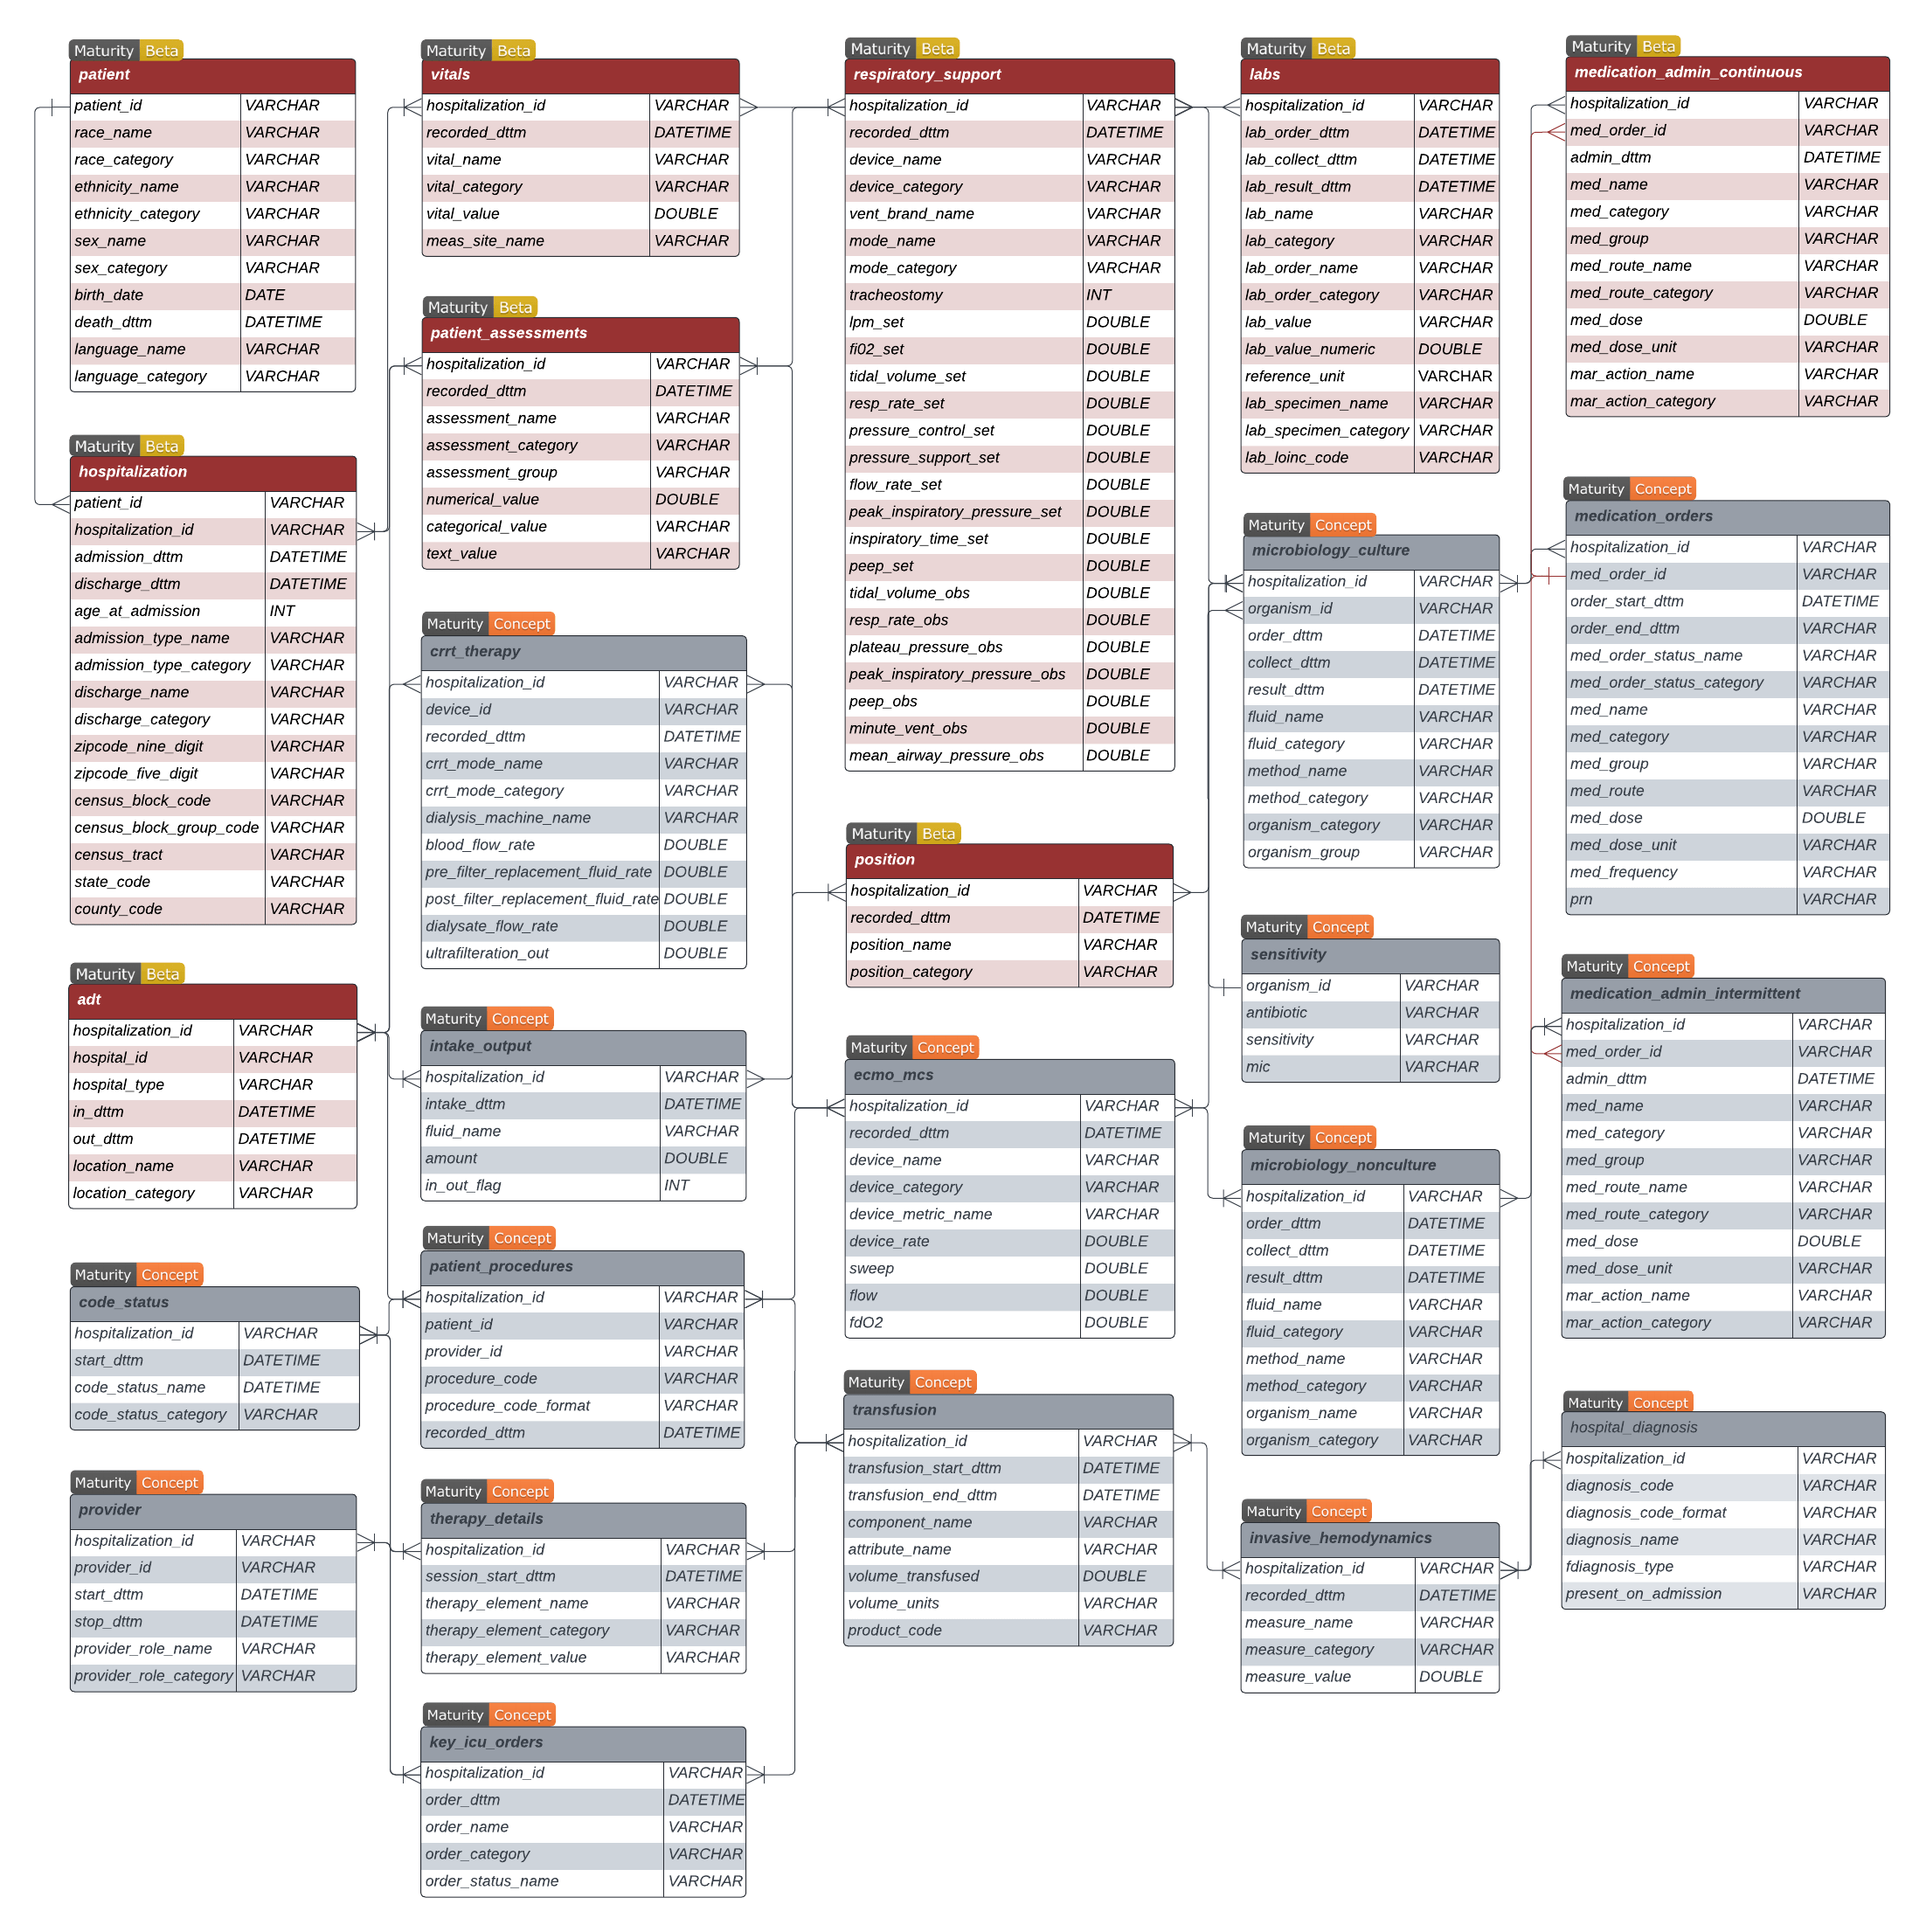 Maturity Beta
patient
patient_id VARCHAR
race_name VARCHAR
race_category VARCHAR
ethnicity_name VARCHAR
ethnicity_category VARCHAR
sex_name VARCHAR
sex_category VARCHAR
birth_date DATE
death_dttm DATETIME
language_name VARCHAR
language_category VARCHAR
Maturity Beta
hospitalization
patient_id VARCHAR
hospitalization_id VARCHAR
admission_dttm DATETIME
discharge_dttm DATETIME
age_at_admission INT
admission_type_name VARCHAR
admission_type_category VARCHAR
discharge_name VARCHAR
discharge_category VARCHAR
zipcode_nine_digit VARCHAR
zipcode_five_digit VARCHAR
census_block_code VARCHAR
census_block_group_code VARCHAR
census_tract VARCHAR
state_code VARCHAR
county_code VARCHAR
Maturity Beta
adt
hospitalization_id VARCHAR
hospital_id VARCHAR
hospital_type VARCHAR
in_dttm DATETIME
out_dttm DATETIME
location_name VARCHAR
location_category VARCHAR
Maturity Concept
code_status
hospitalization_id VARCHAR
start_dttm DATETIME
code_status_name DATETIME
code_status_category VARCHAR
Maturity Concept
provider
hospitalization_id VARCHAR
provider_id VARCHAR
start_dttm DATETIME
stop_dttm DATETIME
provider_role_name VARCHAR
provider_role_category VARCHAR
Maturity Beta
vitals
hospitalization_id VARCHAR
recorded_dttm DATETIME
vital_name VARCHAR
vital_category VARCHAR
vital_value DOUBLE
meas_site_name VARCHAR
Maturity Beta
patient_assessments
hospitalization_id VARCHAR
recorded_dttm DATETIME
assessment_name VARCHAR
assessment_category VARCHAR
assessment_group VARCHAR
numerical_value DOUBLE
categorical_value VARCHAR
text_value VARCHAR
Maturity Concept
crrt_therapy
hospitalization_id VARCHAR
device_id VARCHAR
recorded_dttm DATETIME
crrt_mode_name VARCHAR
crrt_mode_category VARCHAR
dialysis_machine_name VARCHAR
blood_flow_rate DOUBLE
pre_filter_replacement_fluid_rate DOUBLE
post_filter_replacement_fluid_rate DOUBLE
dialysate_flow_rate DOUBLE
ultrafilteration_out DOUBLE
Maturity Concept
intake_output
hospitalization_id VARCHAR
intake_dttm DATETIME
fluid_name VARCHAR
amount DOUBLE
in_out_flag INT
Maturity Concept
patient_procedures
hospitalization_id VARCHAR
patient_id VARCHAR
provider_id VARCHAR
procedure_code VARCHAR
procedure_code_format VARCHAR
recorded_dttm DATETIME
Maturity Concept
therapy_details
hospitalization_id VARCHAR
session_start_dttm DATETIME
therapy_element_name VARCHAR
therapy_element_category VARCHAR
therapy_element_value VARCHAR
Maturity Concept
key_icu_orders
hospitalization_id VARCHAR
order_dttm DATETIME
order_name VARCHAR
order_category VARCHAR
order_status_name VARCHAR
Maturity Beta
respiratory_support
hospitalization_id VARCHAR
recorded_dttm DATETIME
device_name VARCHAR
device_category VARCHAR
vent_brand_name VARCHAR
mode_name VARCHAR
mode_category VARCHAR
tracheostomy INT
lpm_set DOUBLE
fi02_set DOUBLE
tidal_volume_set DOUBLE
resp_rate_set DOUBLE
pressure_control_set DOUBLE
pressure_support_set DOUBLE
flow_rate_set DOUBLE
peak_inspiratory_pressure_set DOUBLE
inspiratory_time_set DOUBLE
peep_set DOUBLE
tidal_volume_obs DOUBLE
resp_rate_obs DOUBLE
plateau_pressure_obs DOUBLE
peak_inspiratory_pressure_obs DOUBLE
peep_obs DOUBLE
minute_vent_obs DOUBLE
mean_airway_pressure_obs DOUBLE
Maturity Beta
position
hospitalization_id VARCHAR
recorded_dttm DATETIME
position_name VARCHAR
position_category VARCHAR
Maturity Concept
ecmo_mcs
hospitalization_id VARCHAR
recorded_dttm DATETIME
device_name VARCHAR
device_category VARCHAR
device_metric_name VARCHAR
device_rate DOUBLE
sweep DOUBLE
flow DOUBLE
fdO2 DOUBLE
Maturity Concept
transfusion
hospitalization_id VARCHAR
transfusion_start_dttm DATETIME
transfusion_end_dttm DATETIME
component_name VARCHAR
attribute_name VARCHAR
volume_transfused DOUBLE
volume_units VARCHAR
product_code VARCHAR
Maturity Beta
labs
hospitalization_id VARCHAR
lab_order_dttm DATETIME
lab_collect_dttm DATETIME
lab_result_dttm DATETIME
lab_name VARCHAR
lab_category VARCHAR
lab_order_name VARCHAR
lab_order_category VARCHAR
lab_value VARCHAR
lab_value_numeric DOUBLE
reference_unit VARCHAR
lab_specimen_name VARCHAR
lab_specimen_category VARCHAR
lab_loinc_code VARCHAR
Maturity Concept
microbiology_culture
hospitalization_id VARCHAR
organism_id VARCHAR
order_dttm DATETIME
collect_dttm DATETIME
result_dttm DATETIME
fluid_name VARCHAR
fluid_category VARCHAR
method_name VARCHAR
method_category VARCHAR
organism_category VARCHAR
organism_group VARCHAR
Maturity Concept
sensitivity
organism_id VARCHAR
antibiotic VARCHAR
sensitivity VARCHAR
mic VARCHAR
Maturity Concept
microbiology_nonculture
hospitalization_id VARCHAR
order_dttm DATETIME
collect_dttm DATETIME
result_dttm DATETIME
fluid_name VARCHAR
fluid_category VARCHAR
method_name VARCHAR
method_category VARCHAR
organism_name VARCHAR
organism_category VARCHAR
Maturity Concept
invasive_hemodynamics
hospitalization_id VARCHAR
recorded_dttm DATETIME
measure_name VARCHAR
measure_category VARCHAR
measure_value DOUBLE
Maturity Beta
medication_admin_continuous
hospitalization_id VARCHAR
med_order_id VARCHAR
admin_dttm DATETIME
med_name VARCHAR
med_category VARCHAR
med_group VARCHAR
med_route_name VARCHAR
med_route_category VARCHAR
med_dose DOUBLE
med_dose_unit VARCHAR
mar_action_name VARCHAR
mar_action_category VARCHAR
Maturity Concept
medication_orders
hospitalization_id VARCHAR
med_order_id VARCHAR
order_start_dttm DATETIME
order_end_dttm VARCHAR
med_order_status_name VARCHAR
med_order_status_category VARCHAR
med_name VARCHAR
med_category VARCHAR
med_group VARCHAR
med_route VARCHAR
med_dose DOUBLE
med_dose_unit VARCHAR
med_frequency VARCHAR
prn VARCHAR
Maturity Concept
medication_admin_intermittent
hospitalization_id VARCHAR
med_order_id VARCHAR
admin_dttm DATETIME
med_name VARCHAR
med_category VARCHAR
med_group VARCHAR
med_route_name VARCHAR
med_route_category VARCHAR
med_dose DOUBLE
med_dose_unit VARCHAR
mar_action_name VARCHAR
mar_action_category VARCHAR
Maturity Concept
hospital_diagnosis
hospitalization_id VARCHAR
diagnosis_code VARCHAR
diagnosis_code_format VARCHAR
diagnosis_name VARCHAR
fdiagnosis_type VARCHAR
present_on_admission VARCHAR